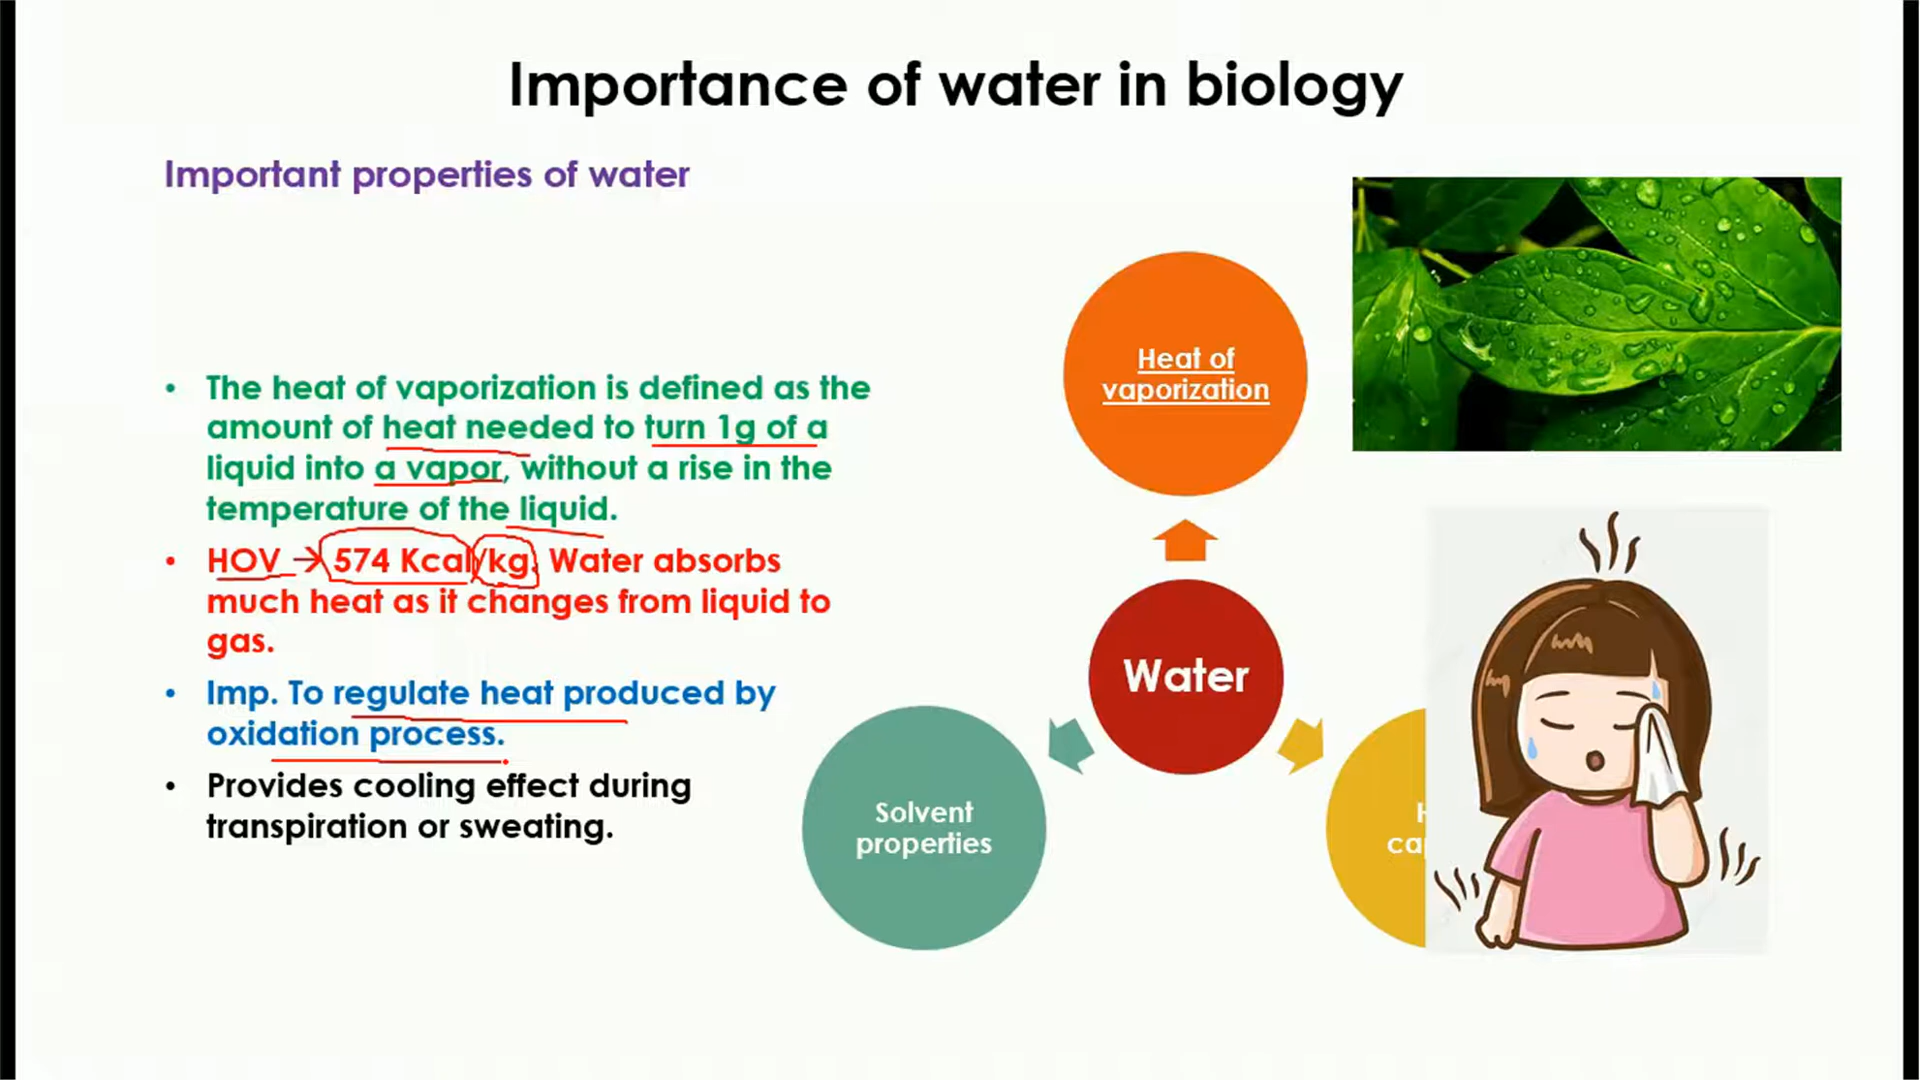 Importance of water in biology
Important properties of water
• The heat of vaporization is defined as the
amount of heat needed to turn 1g of a
liquid into a vapor, without a rise in the
temperature of the liquid.
• HOV → 574 Kcal/kg. Water absorbs
much heat as it changes from liquid to
gas.
• Imp. To regulate heat produced by
oxidation process.
• Provides cooling effect during
transpiration or sweating.
Heat of
vaporization
Water
Solvent
properties